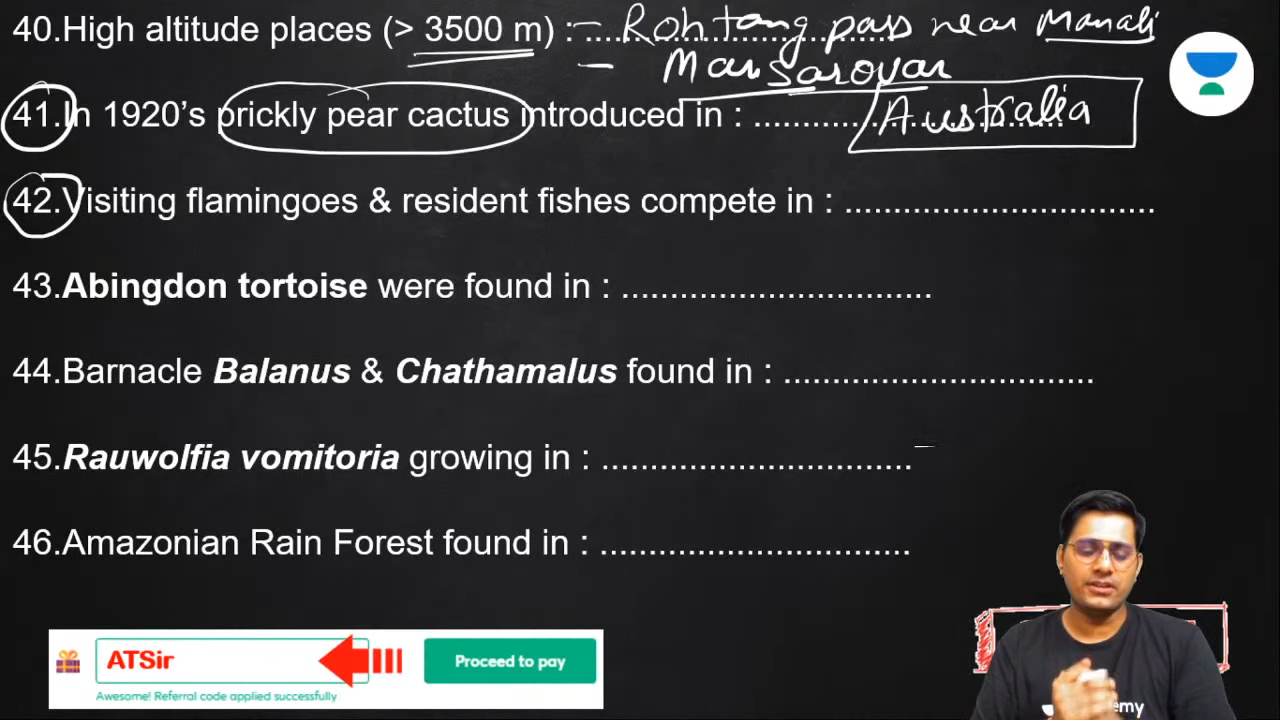 40.High altitude places (> 3500 m) :- Rohtang pass near Manali
- Mansarovar
41.In 1920's prickly pear cactus introduced in : .................. Australia
42.Visiting flamingoes & resident fishes compete in : ................................
43.Abingdon tortoise were found in : ................................
44.Barnacle Balanus & Chathamalus found in : ................................
45.Rauwolfia vomitoria growing in : ................................
46.Amazonian Rain Forest found in : ................................
ATSir
Proceed to pay
Awesome! Referral code applied successfully